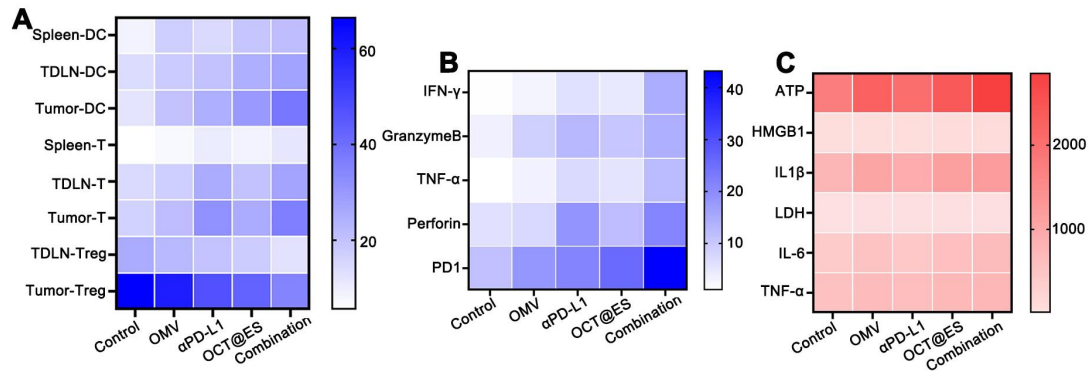 A
Spleen-DC
TDLN-DC
Tumor-DC
Spleen-T
TDLN-T
Tumor-T
TDLN-Treg
Tumor-Treg
Control
OMV
αPD-L1
OCT@ES
Combination
60
40
20
B
IFN-γ
GranzymeB
TNF-α
Perforin
PD1
Control
OMV
αPD-L1
OCT@ES
Combination
40
30
20
10
C
ATP
HMGB1
IL1β
LDH
IL-6
TNF-α
Control
OMV
αPD-L1
OCT@ES
Combination
2000
1000